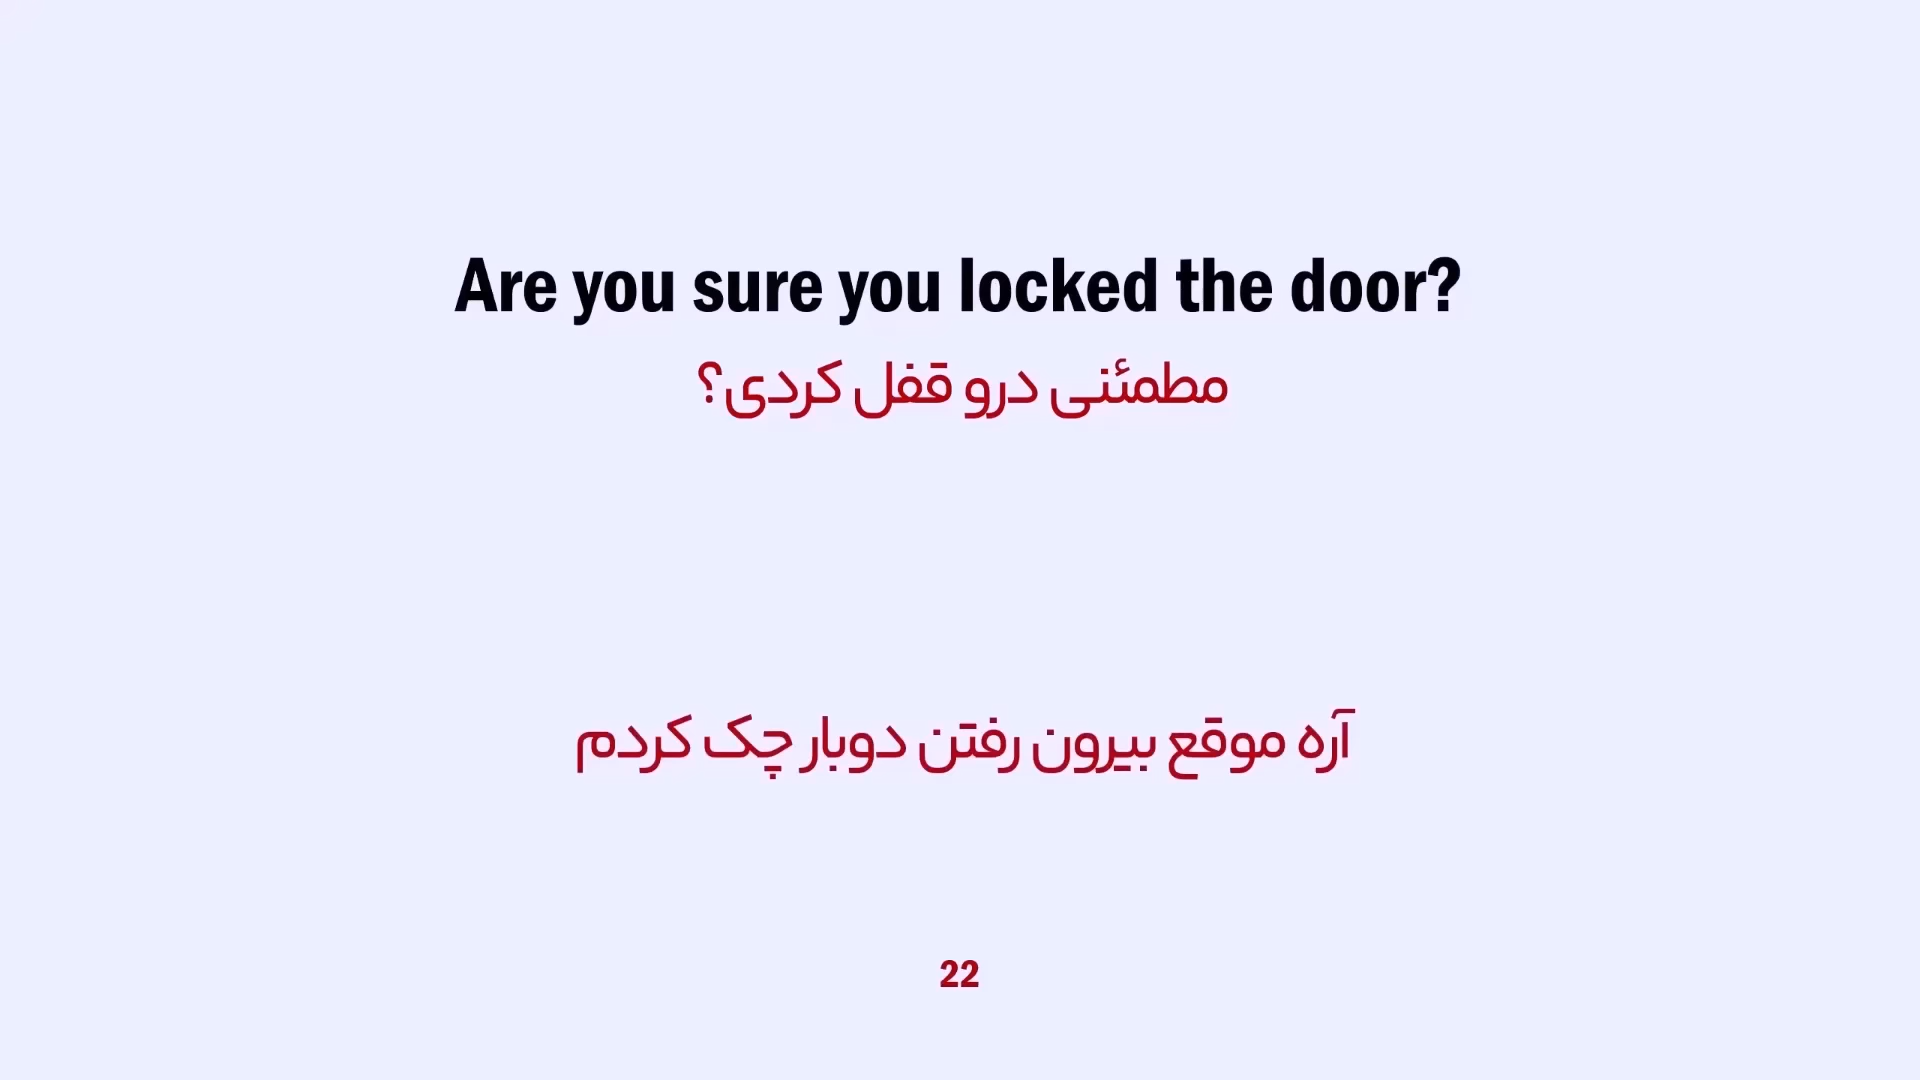 Are you sure you locked the door?
مطمئنی درو قفل کردی؟
آره موقع بیرون رفتن دوبار چک کردم
22